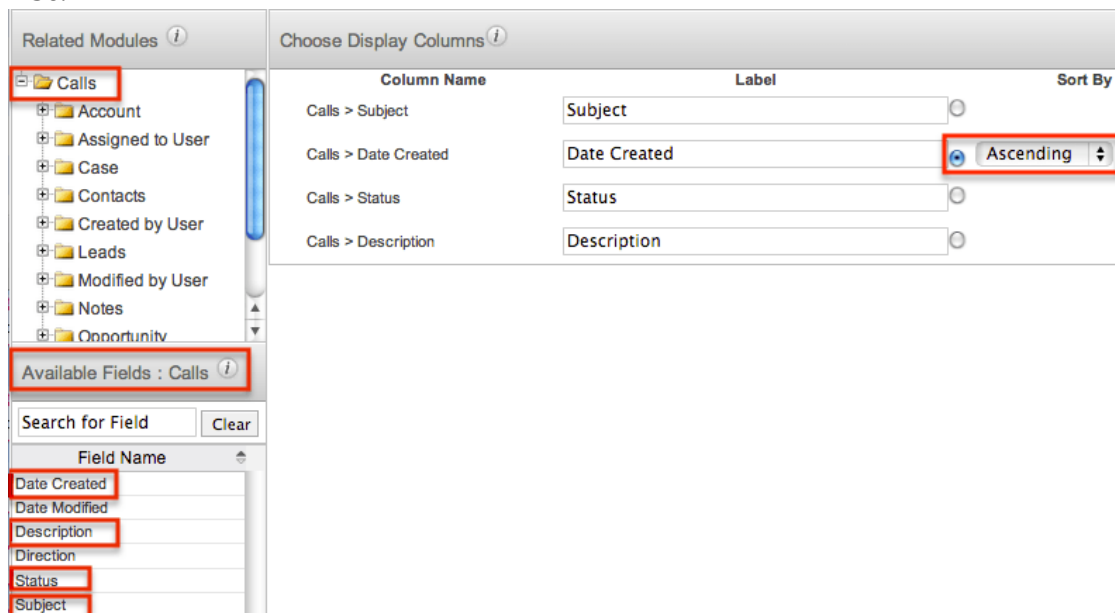 Related Modules i
Calls
Account
Assigned to User
Case
Contacts
Created by User
Leads
Modified by User
Notes
Opportunity
Available Fields : Calls i
Search for Field Clear
Field Name
Date Created
Date Modified
Description
Direction
Status
Subject
Choose Display Columns i
Column Name Label Sort By
Calls > Subject Subject
Calls > Date Created Date Created Ascending
Calls > Status Status
Calls > Description Description